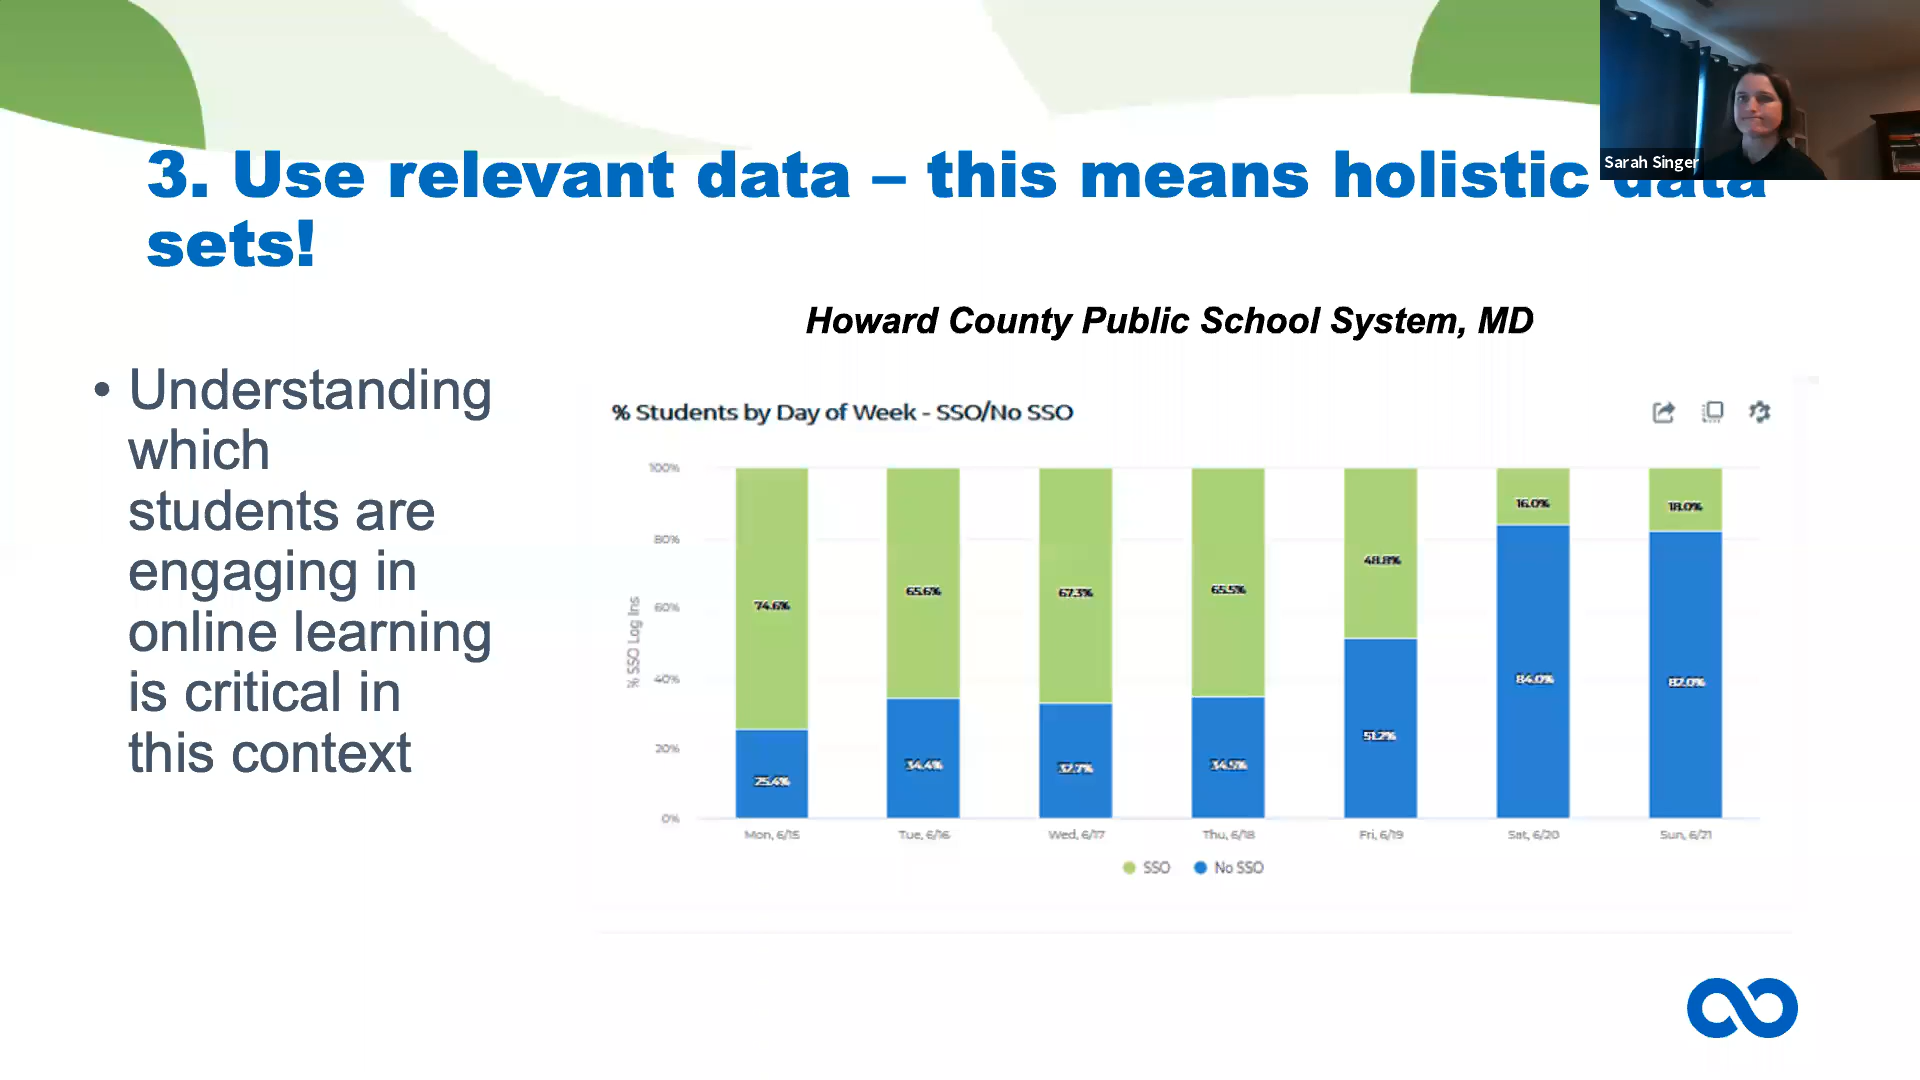 Sarah Singer
3. Use relevant data – this means holistic data
sets!
Howard County Public School System, MD
• Understanding
which
students are
engaging in
online learning
is critical in
this context
% Students by Day of Week - SSO/No SSO
% SSO Log Ins
100%
80%
60%
40%
20%
0%
74.6% 65.6% 67.3% 65.5% 48.8% 16.0% 18.0%
25.4% 34.4% 32.7% 34.5% 51.2% 84.0% 82.0%
Mon, 6/15 Tue, 6/16 Wed, 6/17 Thu, 6/18 Fri, 6/19 Sat, 6/20 Sun, 6/21
SSO No SSO